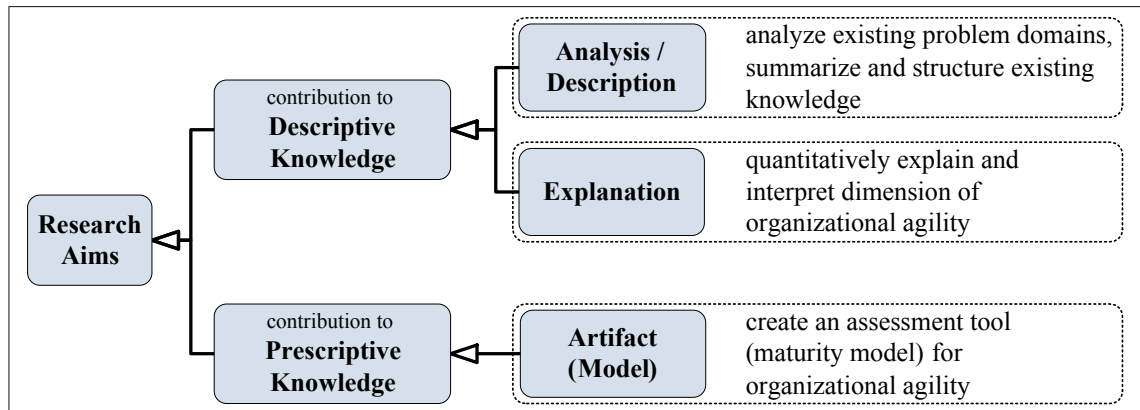 Research
Aims
contribution to
Descriptive
Knowledge
Analysis /
Description
analyze existing problem domains,
summarize and structure existing
knowledge
Explanation
quantitatively explain and
interpret dimension of
organizational agility
contribution to
Prescriptive
Knowledge
Artifact
(Model)
create an assessment tool
(maturity model) for
organizational agility